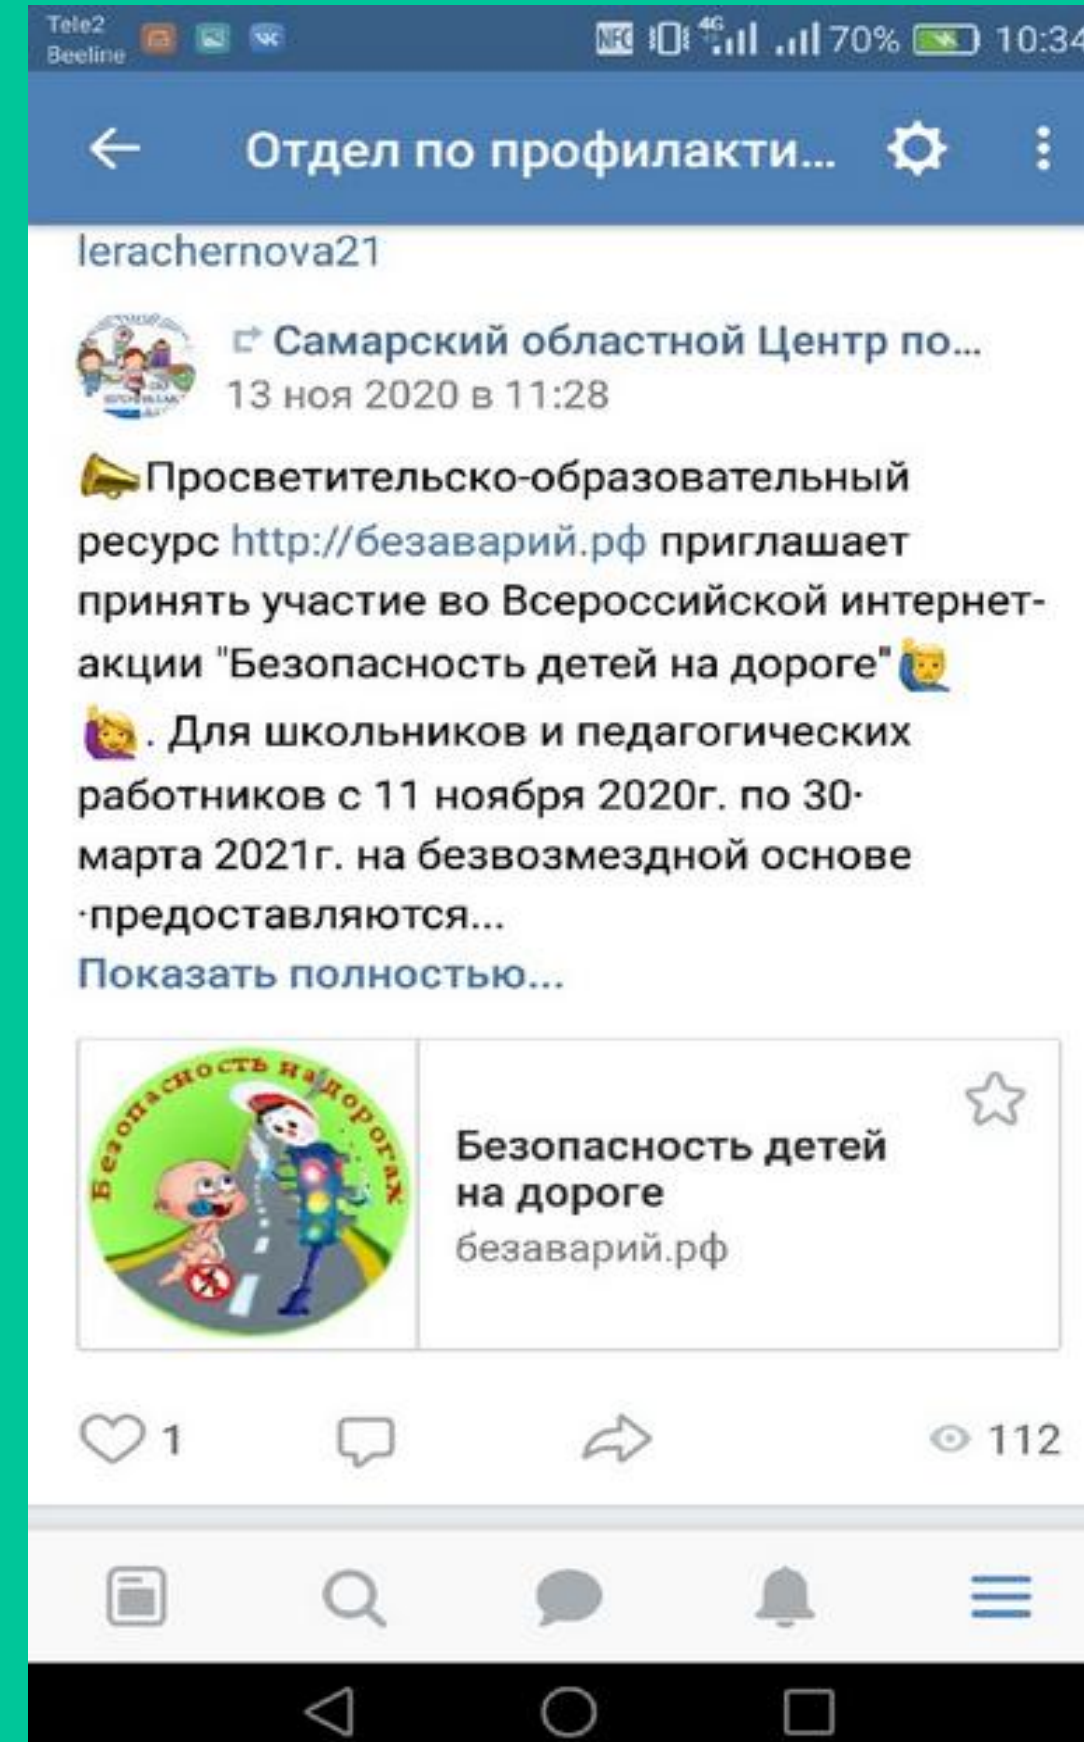 Tele2
Beeline
NFC 4G 70% 10:34
Отдел по профилакти...
lerachernova21
Самарский областной Центр по...
13 ноя 2020 в 11:28
Просветительско-образовательный
ресурс http://безаварий.рф приглашает
принять участие во Всероссийской интернет-
акции "Безопасность детей на дороге"
. Для школьников и педагогических
работников с 11 ноября 2020г. по 30·
марта 2021г. на безвозмездной основе
·предоставляются...
Показать полностью...
Безопасность на дорогах
Безопасность детей
на дороге
безаварий.рф
1
112